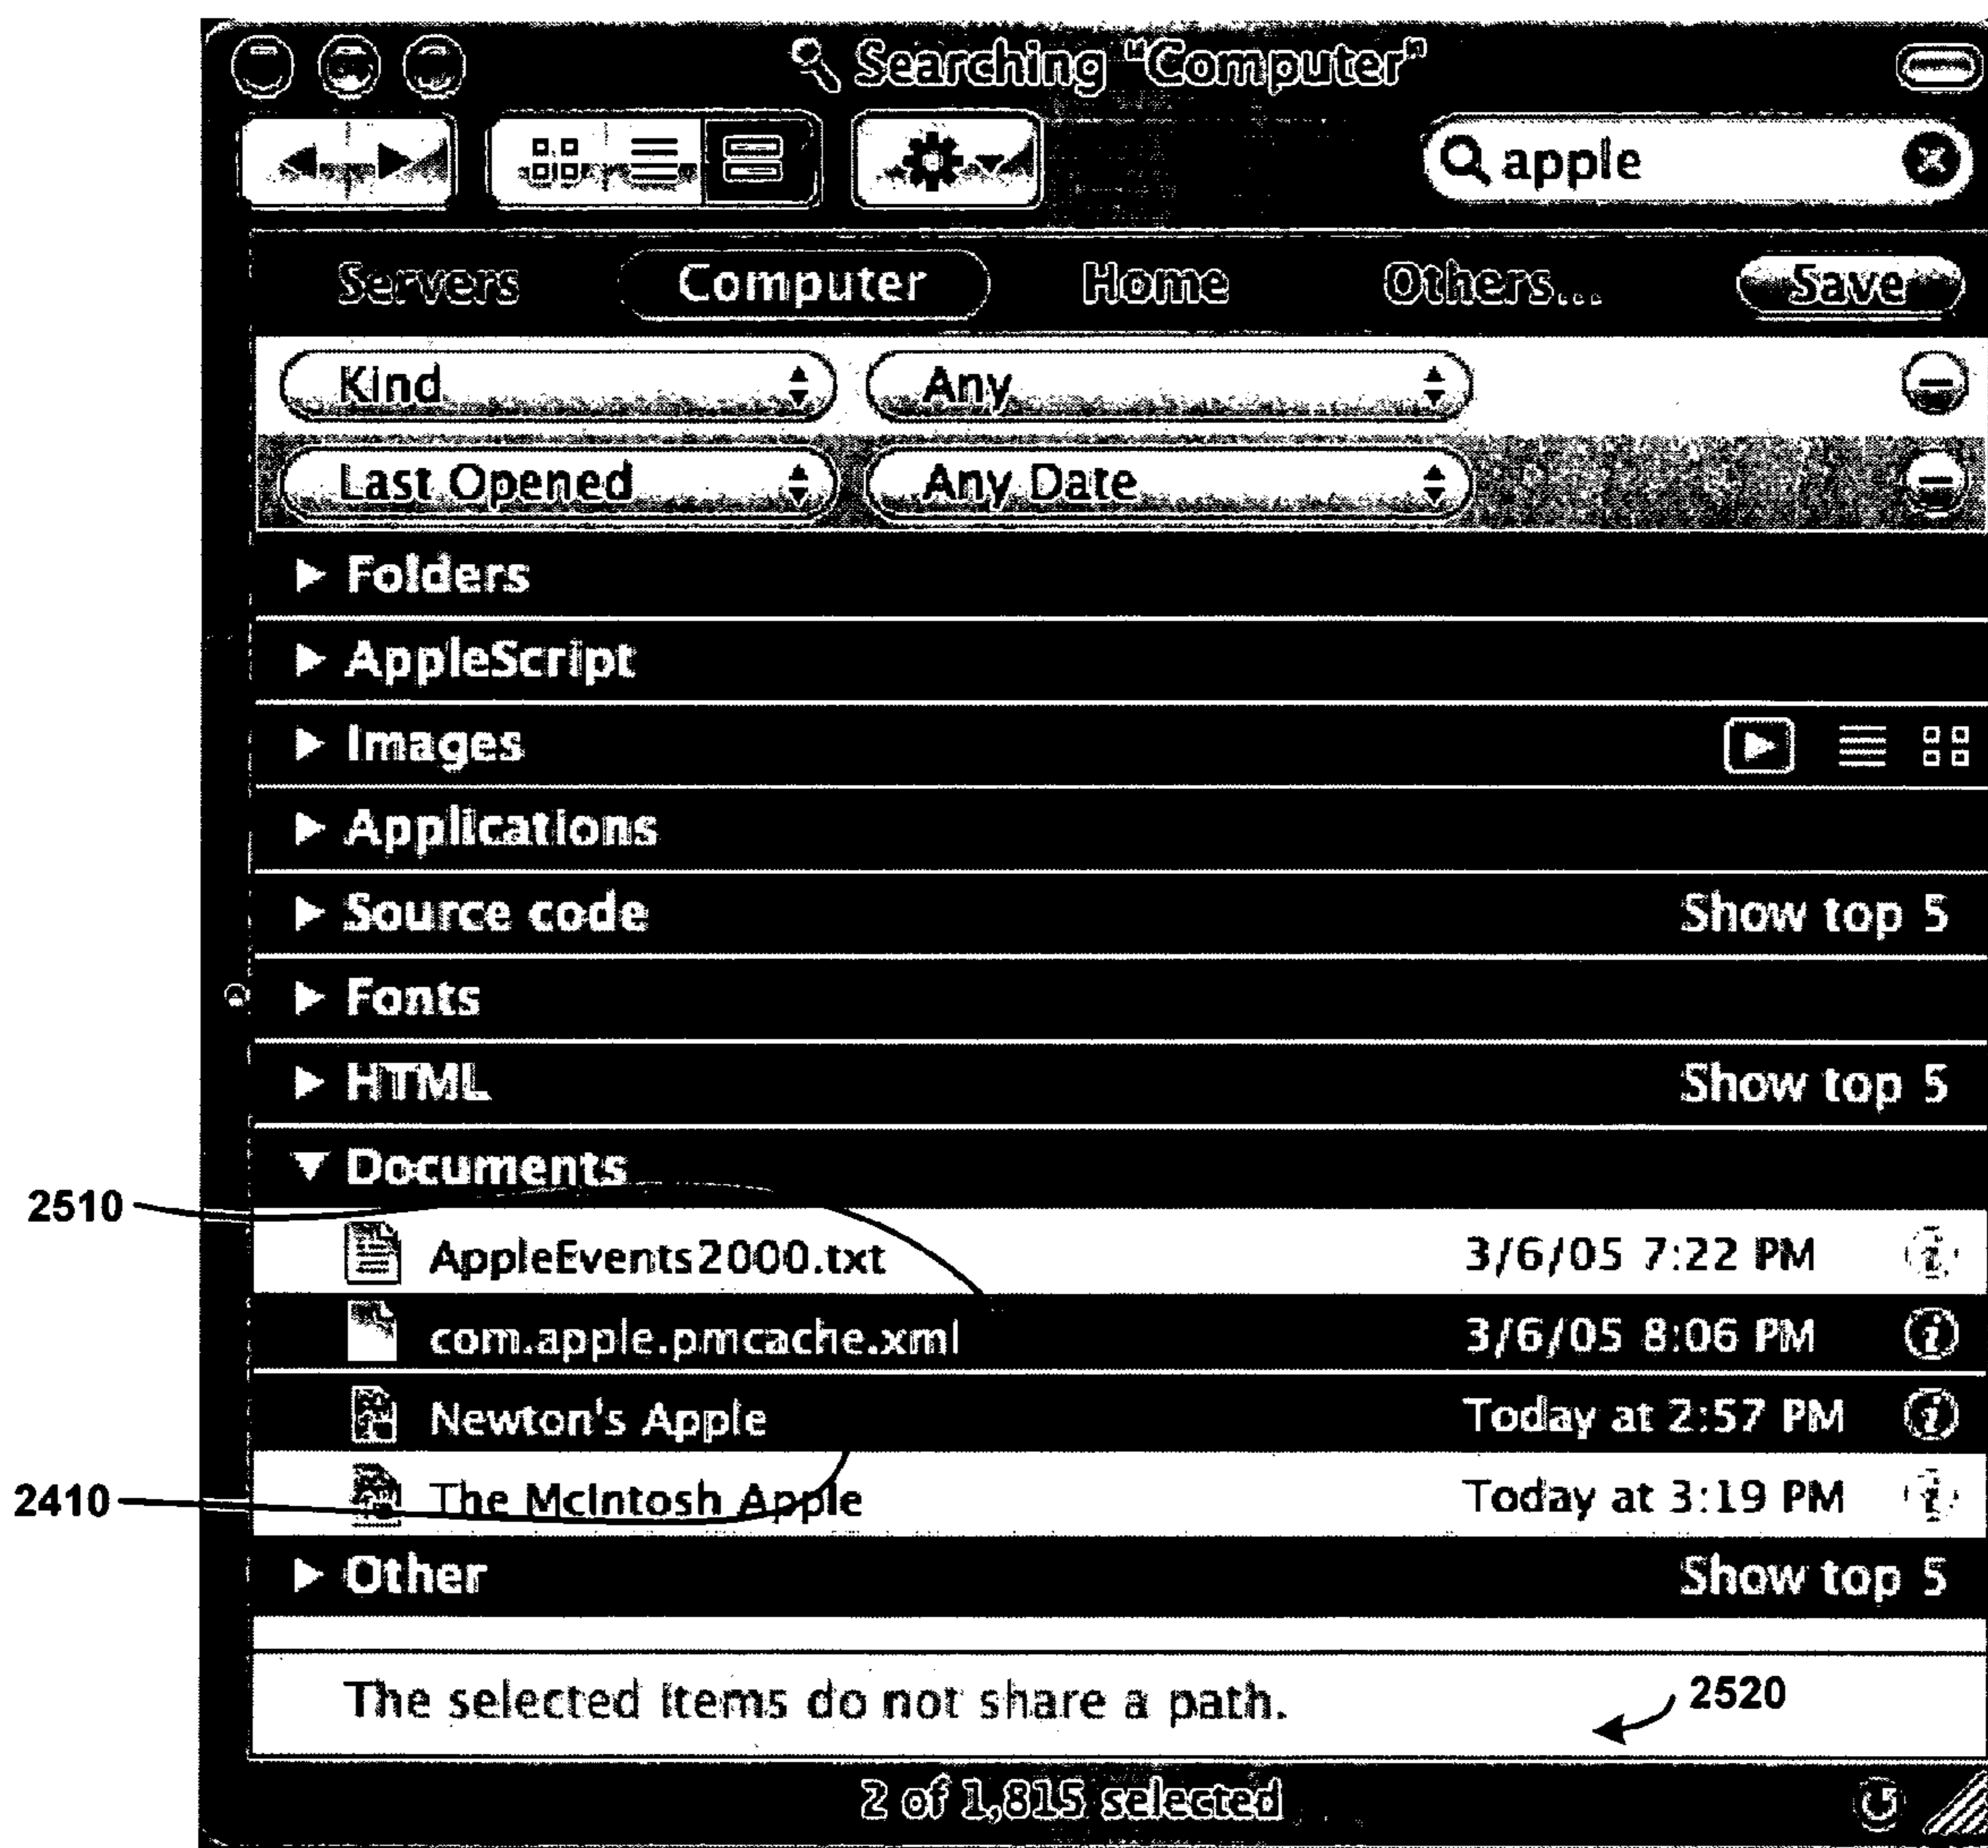 Searching "Computer"
apple
Servers Computer Home Others... Save
Kind Any
Last Opened Any Date
Folders
AppleScript
Images
Applications
Source code Show top 5
Fonts
HTML Show top 5
Documents
2510
AppleEvents2000.txt 3/6/05 7:22 PM
com.apple.pmcache.xml 3/6/05 8:06 PM
Newton's Apple Today at 2:57 PM
2410
The McIntosh Apple Today at 3:19 PM
Other Show top 5
The selected items do not share a path. 2520
2 of 1,815 selected